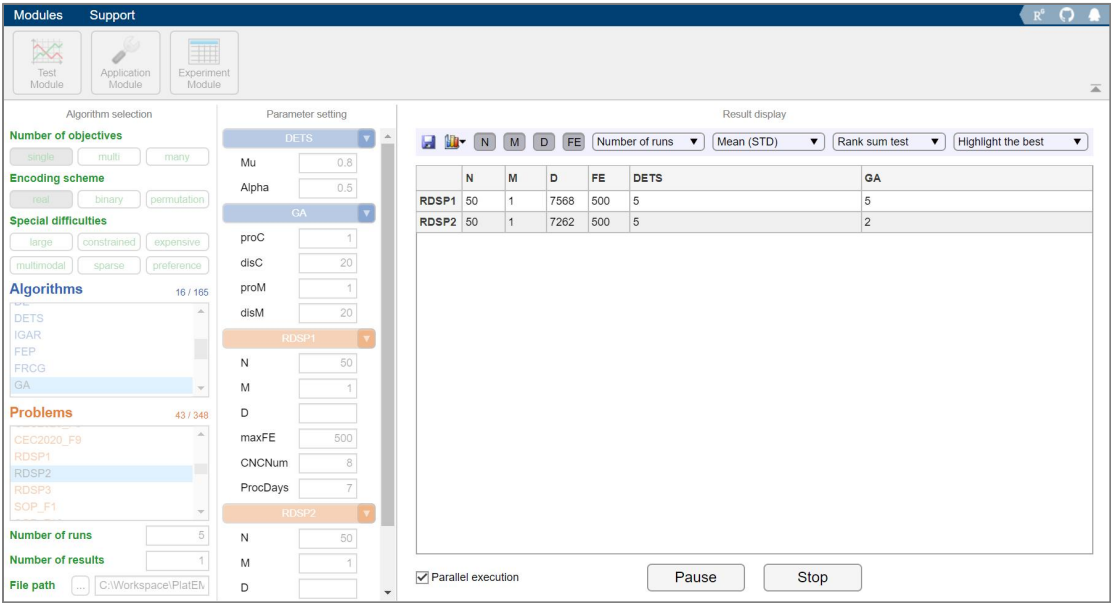 Modules Support
Test Module
Application Module
Experiment Module
Algorithm selection
Number of objectives
single multi many
Encoding scheme
real binary permutation
Special difficulties
large constrained expensive
multimodal sparse preference
Algorithms 16 / 165
DETS
IGAR
FEP
FRCG
GA
Problems 43 / 348
CEC2020_F9
RDSP1
RDSP2
RDSP3
SOP_F1
Number of runs 5
Number of results 1
File path ... C:\Workspace\PlatEM
Parameter setting
DETS
Mu 0.8
Alpha 0.5
GA
proC 1
disC 20
proM 1
disM 20
RDSP1
N 50
M 1
D
maxFE 500
CNCNum 8
ProcDays 7
RDSP2
N 50
M 1
D
Result display
N M D FE Number of runs Mean (STD) Rank sum test Highlight the best
N M D FE DETS GA
RDSP1 50 1 7568 500 5 5
RDSP2 50 1 7262 500 5 2
Parallel execution Pause Stop